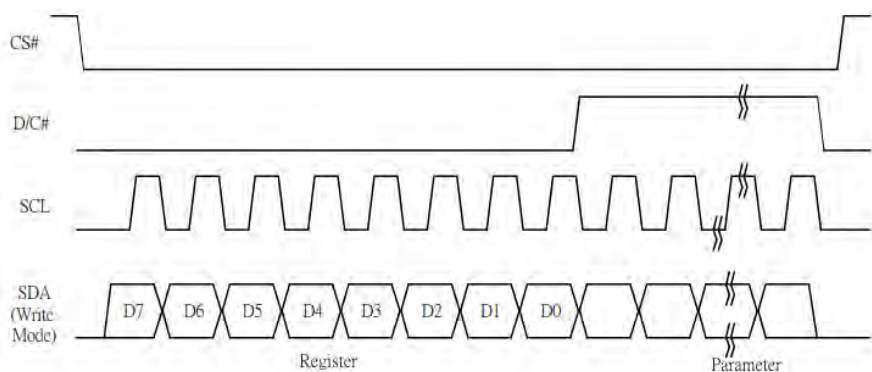 CS#
D/C#
SCL
SDA
(Write
Mode)
D7 D6 D5 D4 D3 D2 D1 D0
Register Parameter